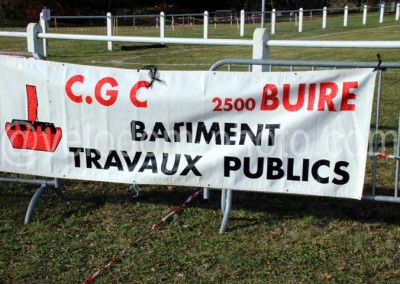 C.G C 2500 BUIRE
BATIMENT
TRAVAUX PUBLICS